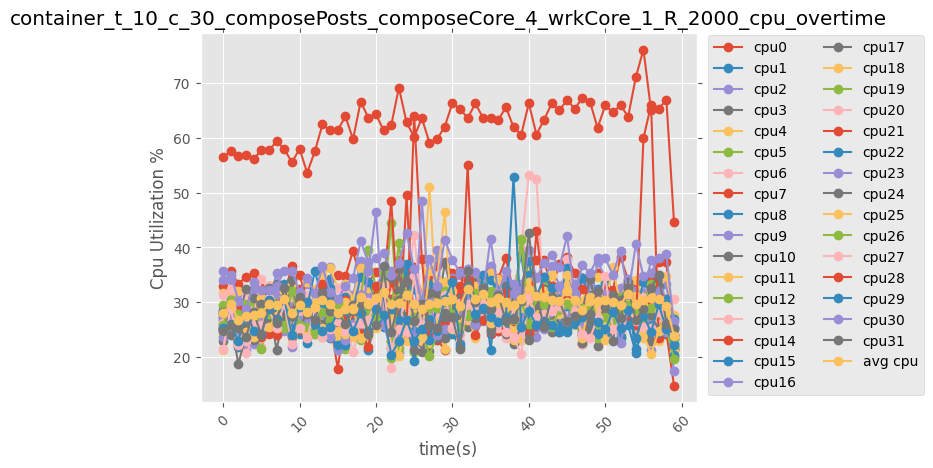 container_t_10_c_30_composePosts_composeCore_4_wrkCore_1_R_2000_cpu_overtime
Cpu Utilization %
70
60
50
40
30
20
0
10
20
30
40
50
60
time(s)
cpu0
cpu1
cpu2
cpu3
cpu4
cpu5
cpu6
cpu7
cpu8
cpu9
cpu10
cpu11
cpu12
cpu13
cpu14
cpu15
cpu16
cpu17
cpu18
cpu19
cpu20
cpu21
cpu22
cpu23
cpu24
cpu25
cpu26
cpu27
cpu28
cpu29
cpu30
cpu31
avg cpu